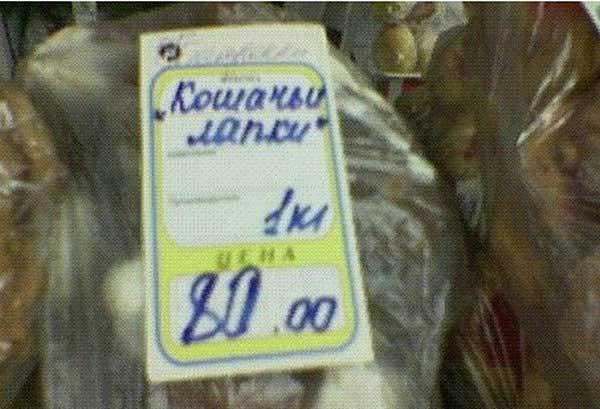 "Кошачьи
лапки"
1кг
ЦЕНА
80.00